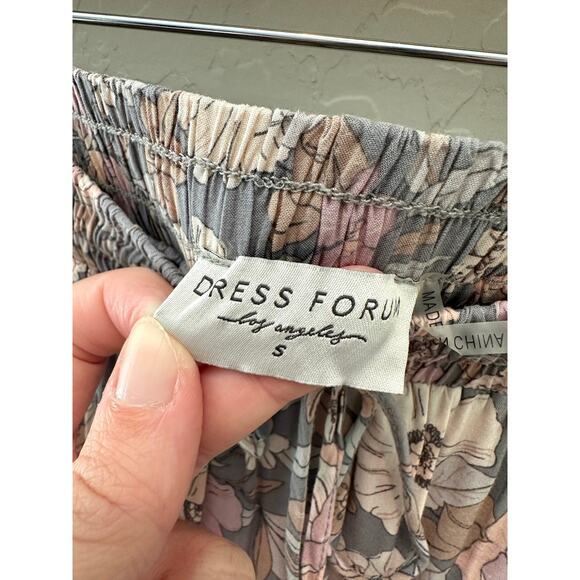 DRESS FORUM
los angeles
S
MADE
IN CHINA